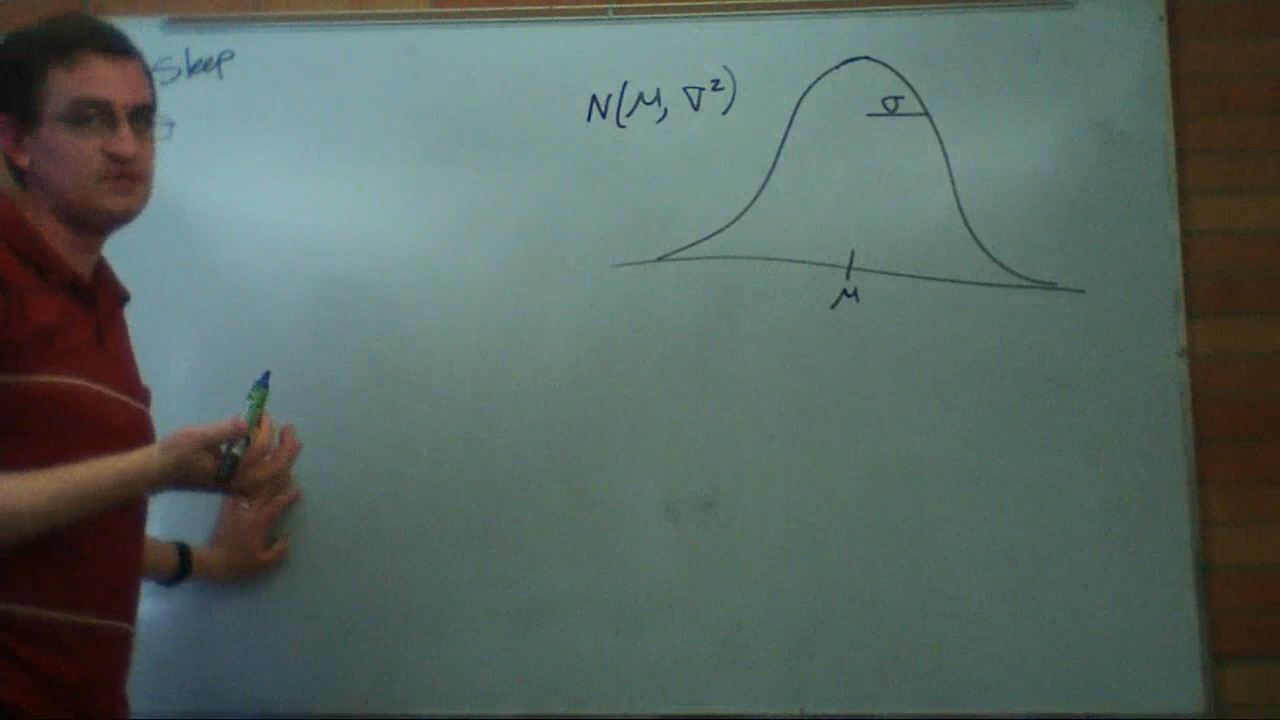 Sleep
N(μ, σ²)
σ
μ